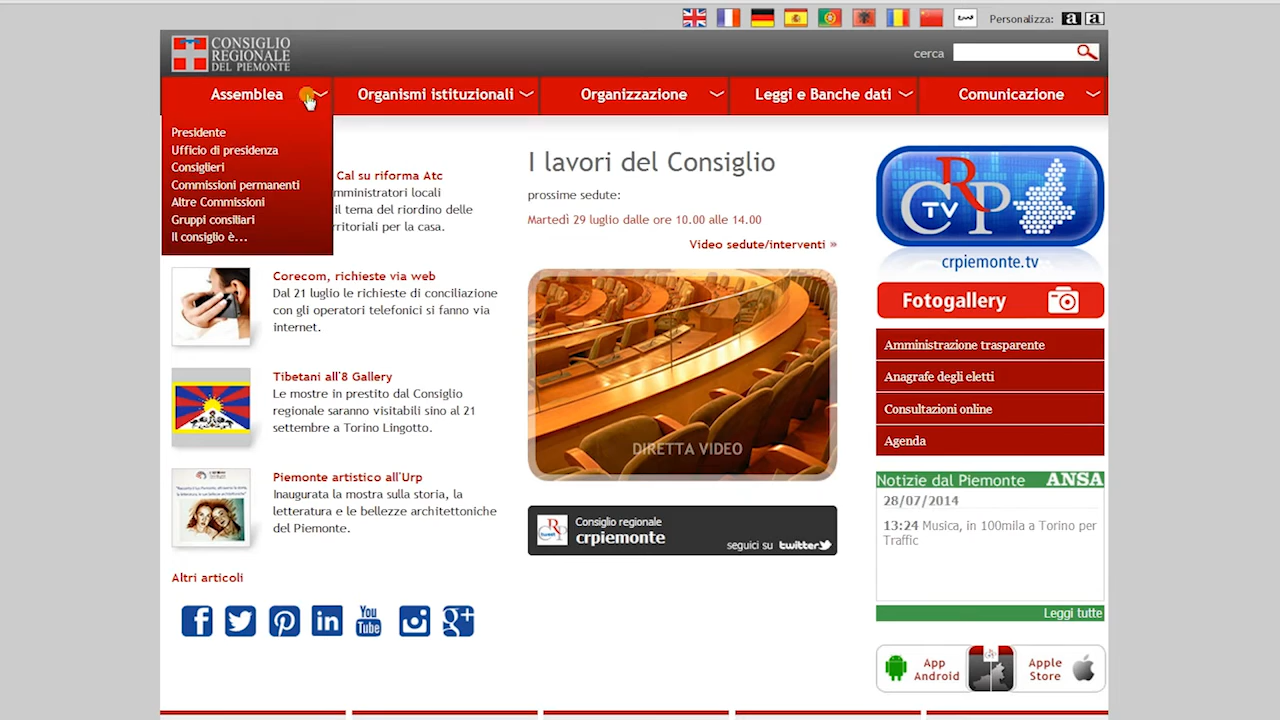 Personalizza: a a
CONSIGLIO
REGIONALE
DEL PIEMONTE
cerca
Assemblea
Organismi istituzionali
Organizzazione
Leggi e Banche dati
Comunicazione
Presidente
Ufficio di presidenza
Consiglieri
Commissioni permanenti
Altre Commissioni
Gruppi consiliari
Il consiglio è...
Cal su riforma Atc
mministratori locali
il tema del riordino delle
rritoriali per la casa.
Corecom, richieste via web
Dal 21 luglio le richieste di conciliazione
con gli operatori telefonici si fanno via
internet.
Tibetani all'8 Gallery
Le mostre in prestito dal Consiglio
regionale saranno visitabili sino al 21
settembre a Torino Lingotto.
Piemonte artistico all'Urp
Inaugurata la mostra sulla storia, la
letteratura e le bellezze architettoniche
del Piemonte.
Altri articoli
You
Tube
I lavori del Consiglio
prossime sedute:
Martedì 29 luglio dalle ore 10.00 alle 14.00
Video sedute/interventi »
DIRETTA VIDEO
Consiglio regionale
crpiemonte
seguici su twitter
CRP
TV
crpiemonte.tv
Fotogallery
Amministrazione trasparente
Anagrafe degli eletti
Consultazioni online
Agenda
Notizie dal Piemonte ANSA
28/07/2014
13:24 Musica, in 100mila a Torino per
Traffic
Leggi tutte
App
Android
Apple
Store